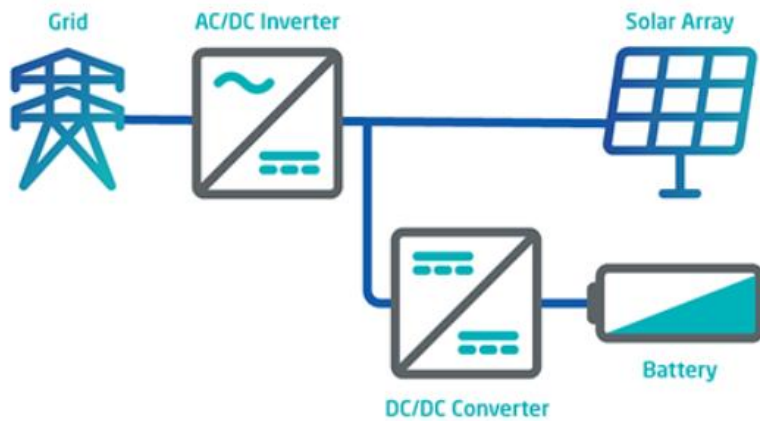 Grid
AC/DC Inverter
Solar Array
Battery
DC/DC Converter